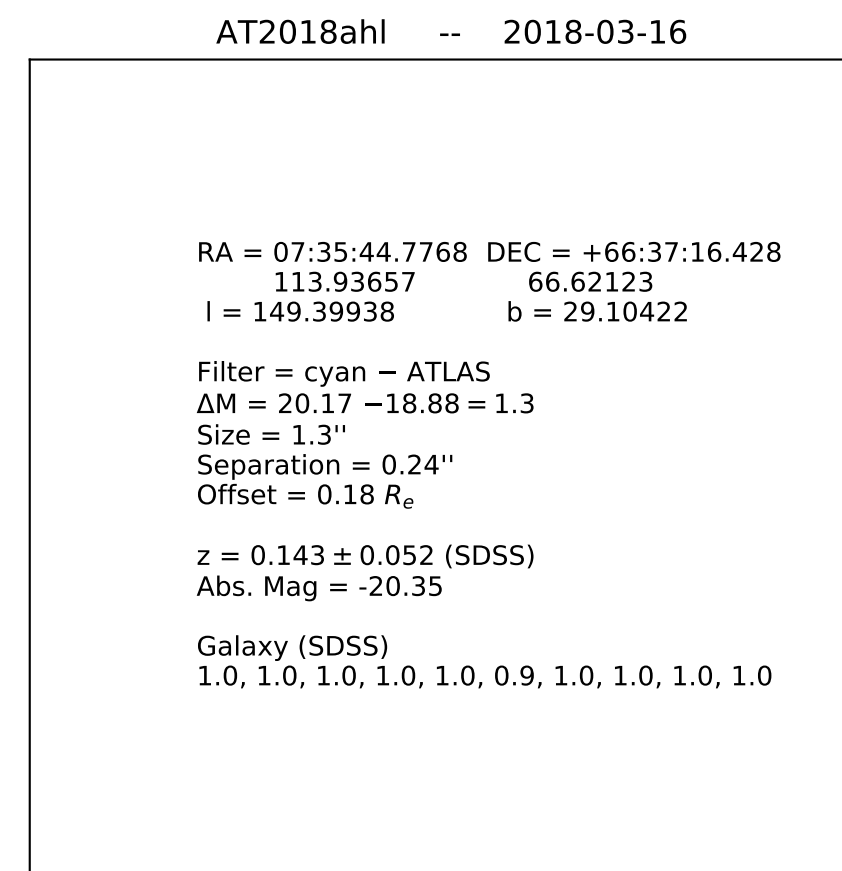 AT2018ahl -- 2018-03-16
RA = 07:35:44.7768 DEC = +66:37:16.428
113.93657 66.62123
l = 149.39938 b = 29.10422
Filter = cyan − ATLAS
ΔM = 20.17 −18.88 = 1.3
Size = 1.3''
Separation = 0.24''
Offset = 0.18 Rₑ
z = 0.143 ± 0.052 (SDSS)
Abs. Mag = -20.35
Galaxy (SDSS)
1.0, 1.0, 1.0, 1.0, 1.0, 0.9, 1.0, 1.0, 1.0, 1.0